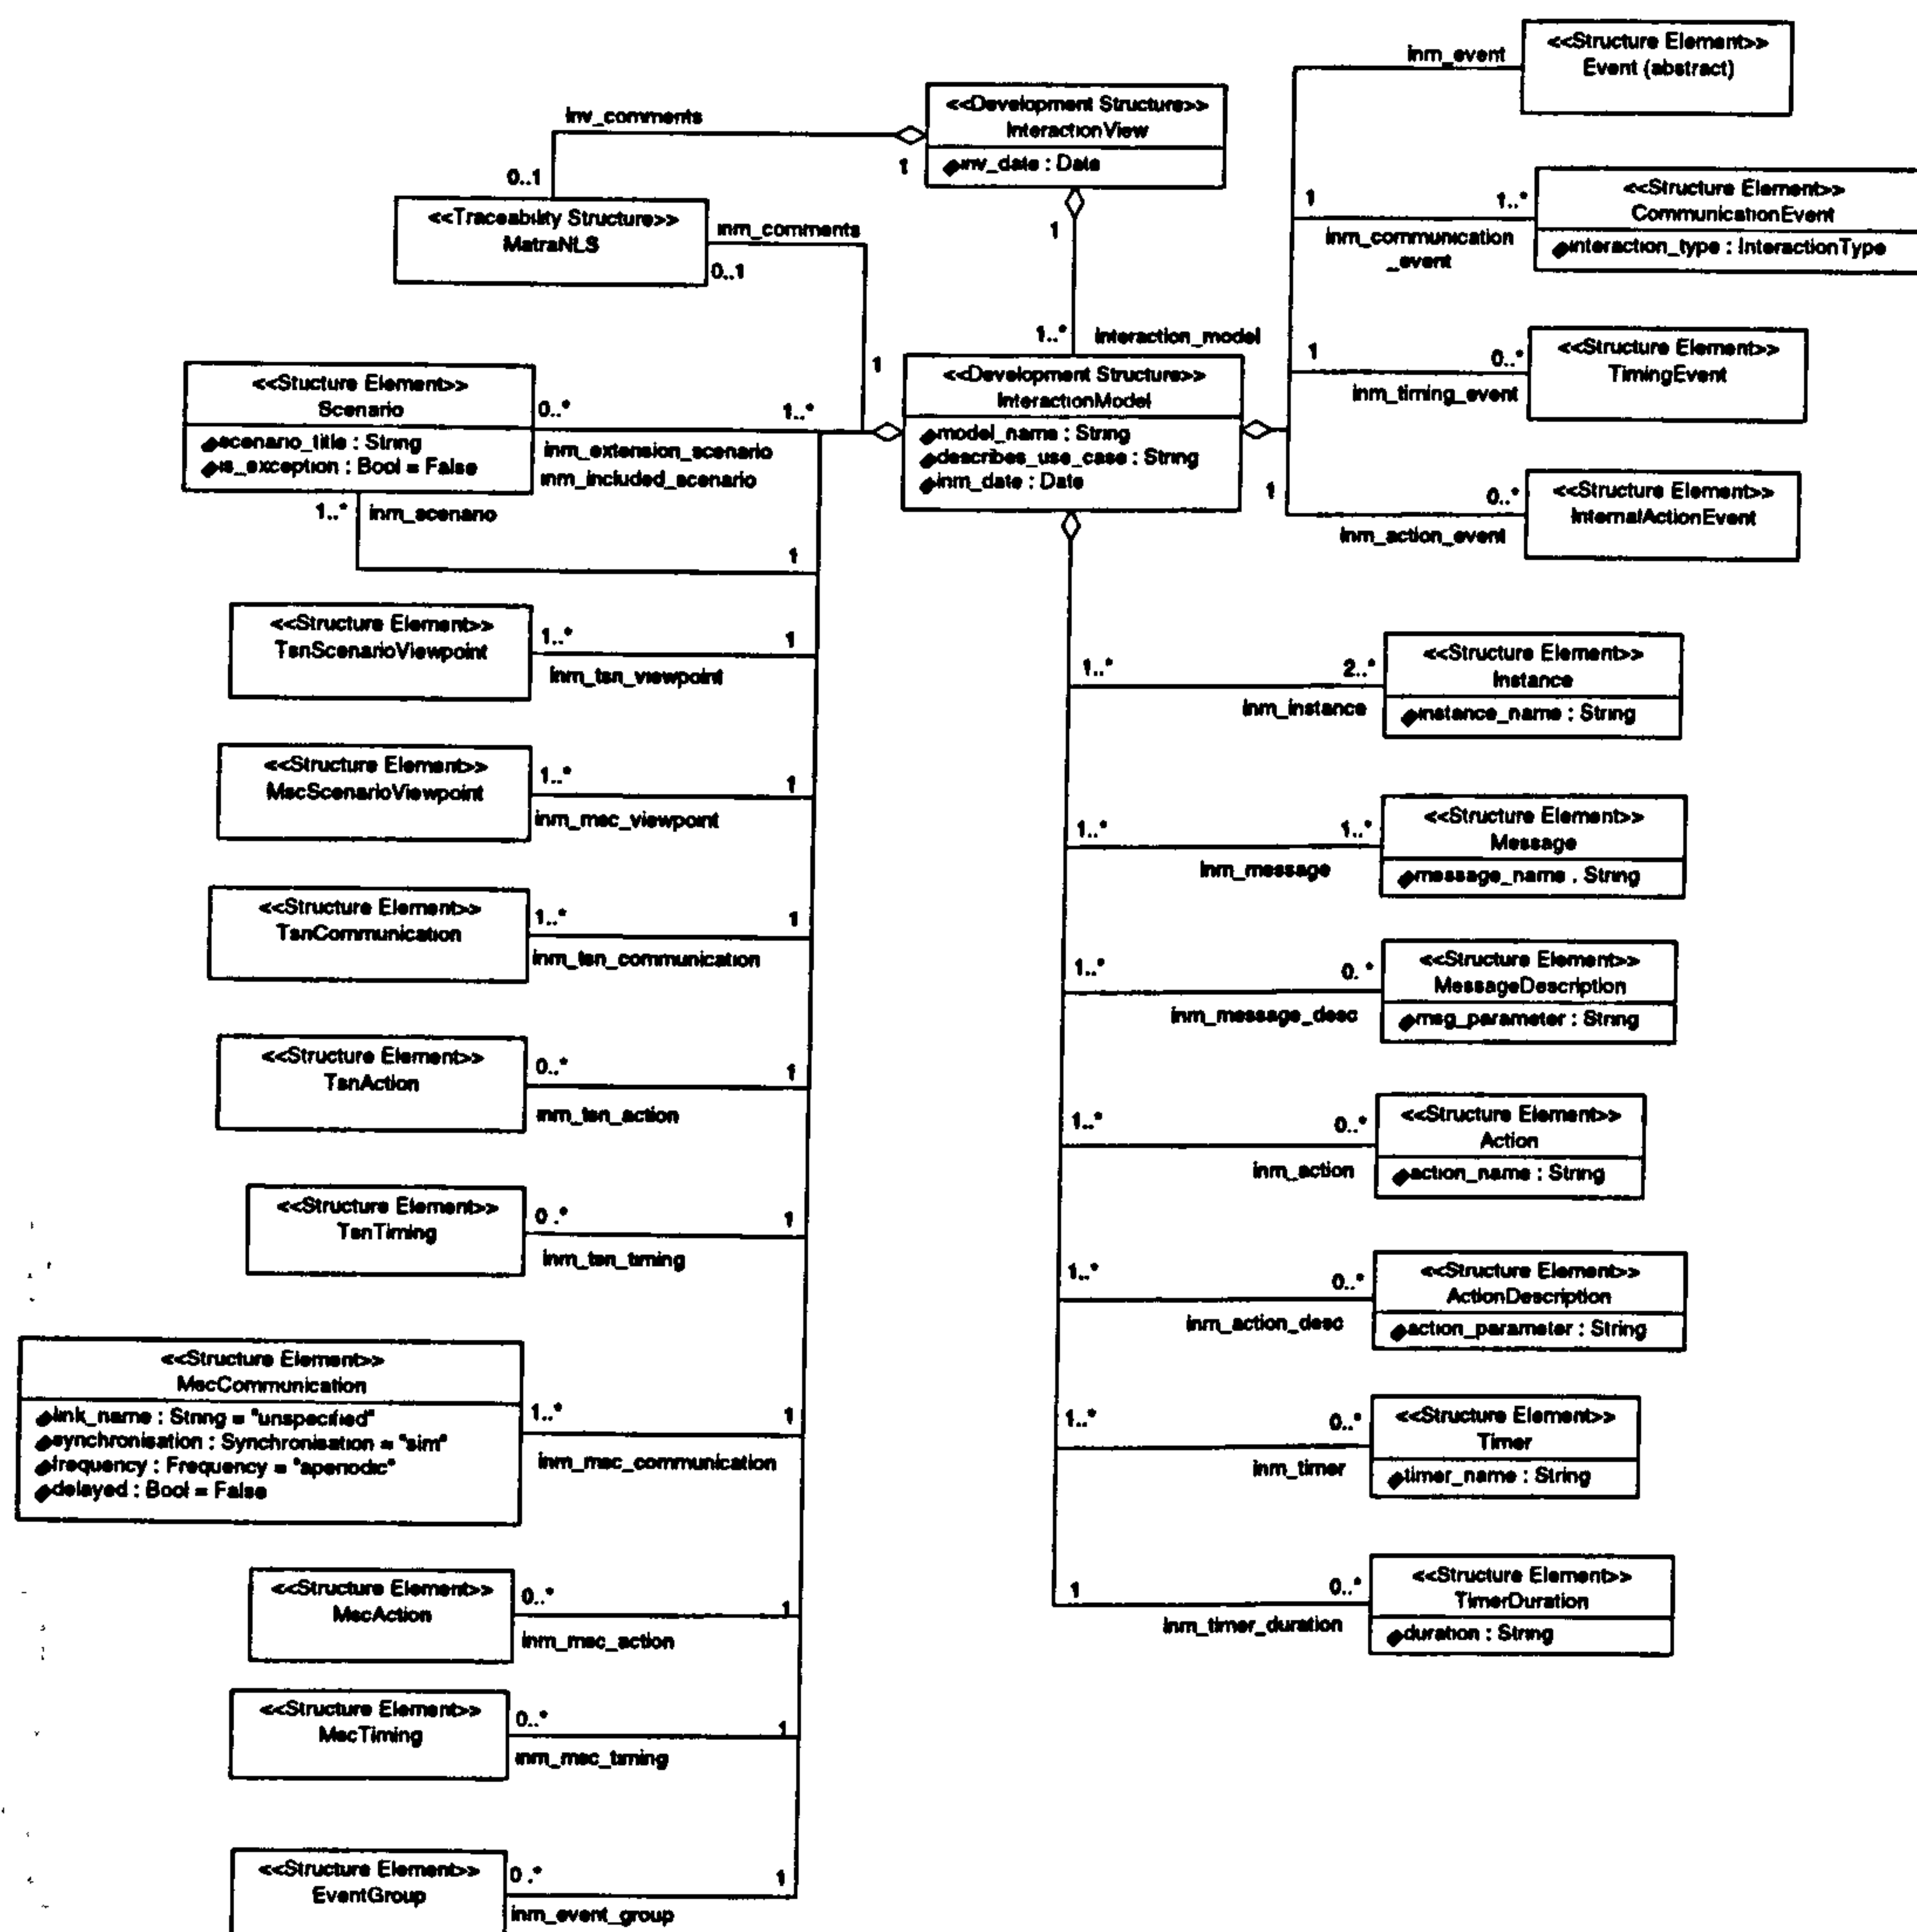 <<Structure Element>>
Event (abstract)
inm_event
<<Development Structure>>
InteractionView
inv_date : Date
inv_comments
1
0..1
<<Traceability Structure>>
MatraNLS
inm_comments
0..1
1
1
1..*
interaction_model
<<Structure Element>>
CommunicationEvent
interaction_type : InteractionType
1
1..*
inm_communication
_event
<<Structure Element>>
TimingEvent
1
0..*
inm_timing_event
<<Structure Element>>
InternalActionEvent
1
0..*
inm_action_event
<<Development Structure>>
InteractionModel
model_name : String
describes_use_case : String
inm_date : Date
<<Stucture Element>>
Scenario
scenario_title : String
is_exception : Bool = False
0..*
1..*
inm_extension_scenario
inm_included_scenario
1..*
inm_scenario
1
<<Structure Element>>
TsnScenarioViewpoint
1..*
1
inm_tsn_viewpoint
<<Structure Element>>
MscScenarioViewpoint
1..*
1
inm_msc_viewpoint
<<Structure Element>>
TsnCommunication
1..*
1
inm_tsn_communication
<<Structure Element>>
TsnAction
0..*
1
inm_tsn_action
<<Structure Element>>
TsnTiming
0 .*
1
inm_tsn_timing
<<Structure Element>>
MscCommunication
link_name : String = "unspecified"
synchronisation : Synchronisation = "sim"
frequency : Frequency = "aperiodic"
delayed : Bool = False
1..*
1
inm_msc_communication
<<Structure Element>>
MscAction
0..*
1
inm_msc_action
<<Structure Element>>
MscTiming
0..*
1
inm_msc_timing
<<Structure Element>>
EventGroup
0 .*
1
inm_event_group
<<Structure Element>>
Instance
instance_name : String
1..*
2..*
inm_instance
<<Structure Element>>
Message
message_name . String
1..*
1..*
inm_message
<<Structure Element>>
MessageDescription
msg_parameter : String
1..*
0. *
inm_message_desc
<<Structure Element>>
Action
action_name : String
1..*
0..*
inm_action
<<Structure Element>>
ActionDescription
action_parameter : String
1..*
0..*
inm_action_desc
<<Structure Element>>
Timer
timer_name : String
1..*
0..*
inm_timer
<<Structure Element>>
TimerDuration
duration : String
1
0..*
inm_timer_duration